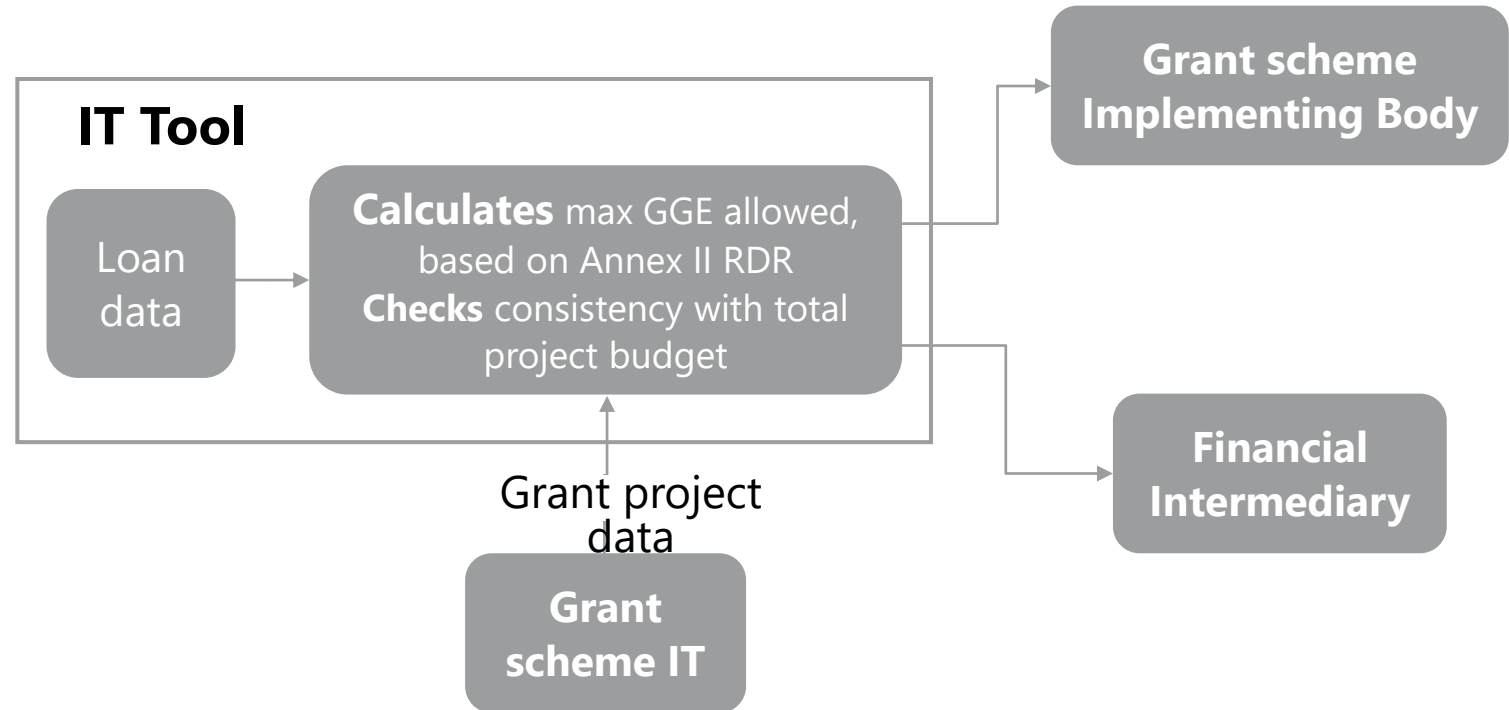 Grant scheme
Implementing Body
IT Tool
Loan
data
Calculates max GGE allowed,
based on Annex II RDR
Checks consistency with total
project budget
Financial
Intermediary
Grant project
data
Grant
scheme IT